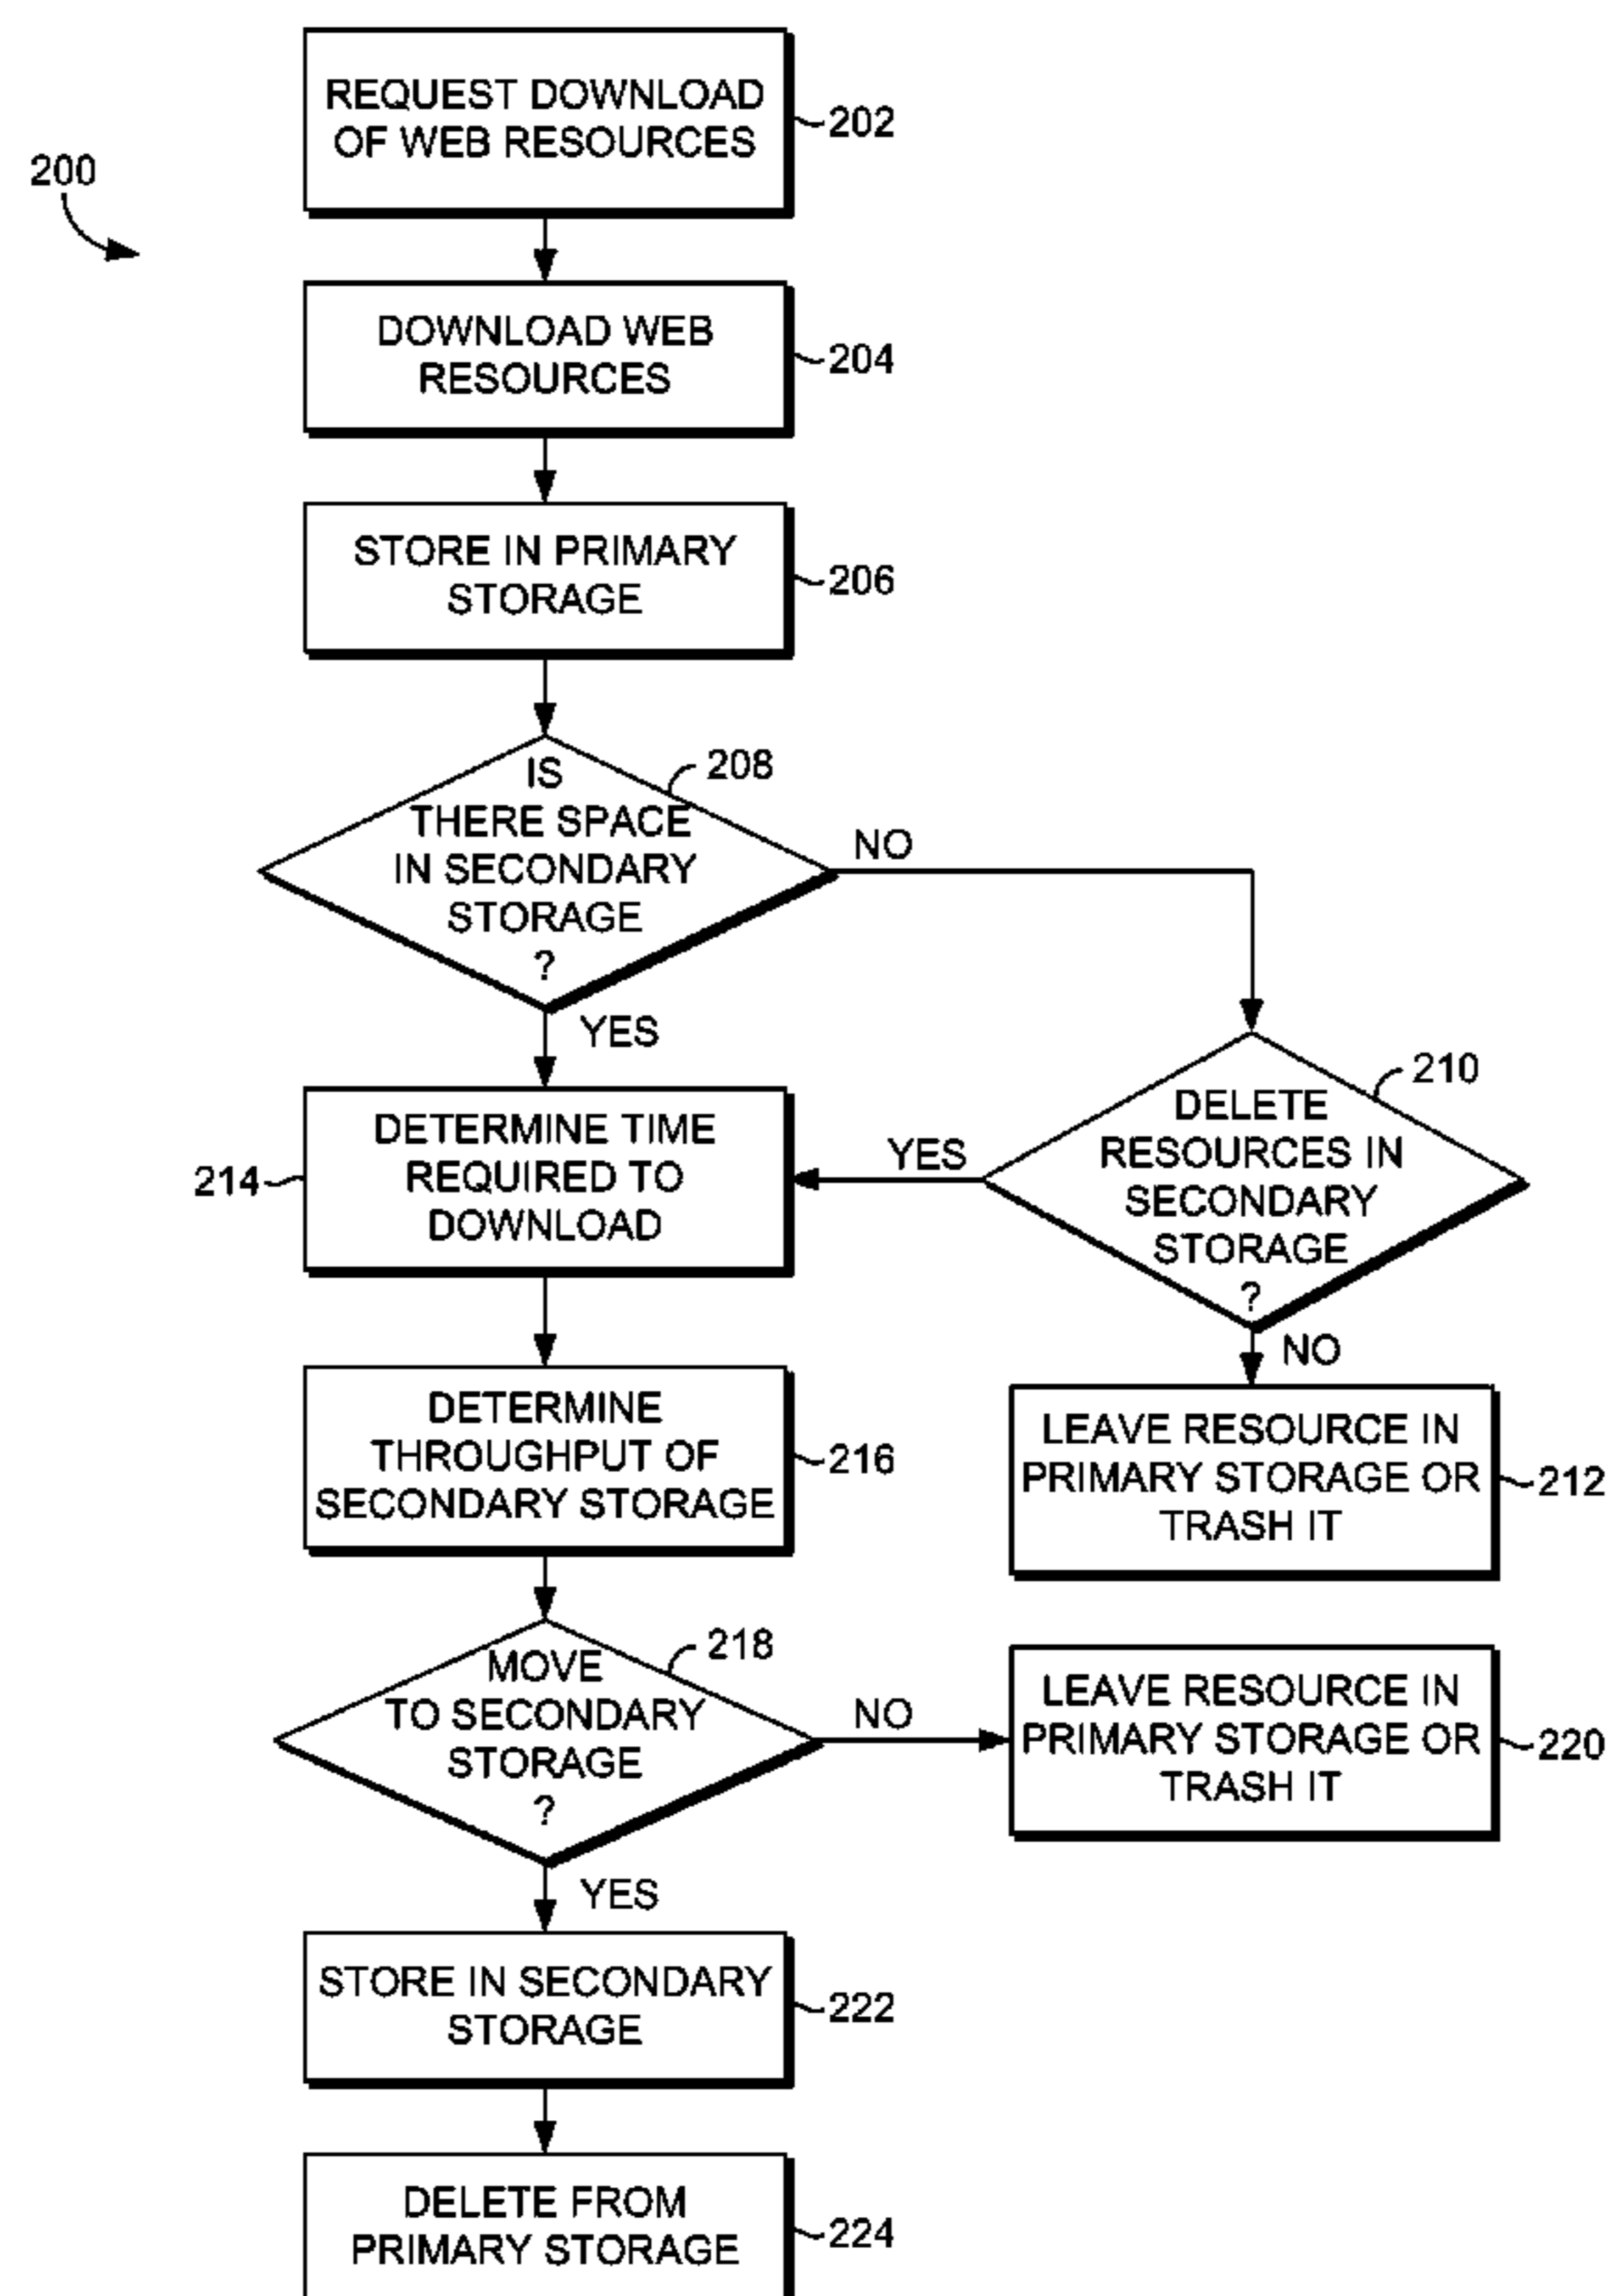 REQUEST DOWNLOAD
OF WEB RESOURCES
202
200
DOWNLOAD WEB
RESOURCES
204
STORE IN PRIMARY
STORAGE
206
IS
THERE SPACE
IN SECONDARY
STORAGE
?
208
NO
YES
210
DELETE
RESOURCES IN
SECONDARY
STORAGE
?
YES
NO
DETERMINE TIME
REQUIRED TO
DOWNLOAD
214
LEAVE RESOURCE IN
PRIMARY STORAGE OR
TRASH IT
212
DETERMINE
THROUGHPUT OF
SECONDARY STORAGE
216
MOVE
TO SECONDARY
STORAGE
?
218
NO
YES
LEAVE RESOURCE IN
PRIMARY STORAGE OR
TRASH IT
220
STORE IN SECONDARY
STORAGE
222
DELETE FROM
PRIMARY STORAGE
224